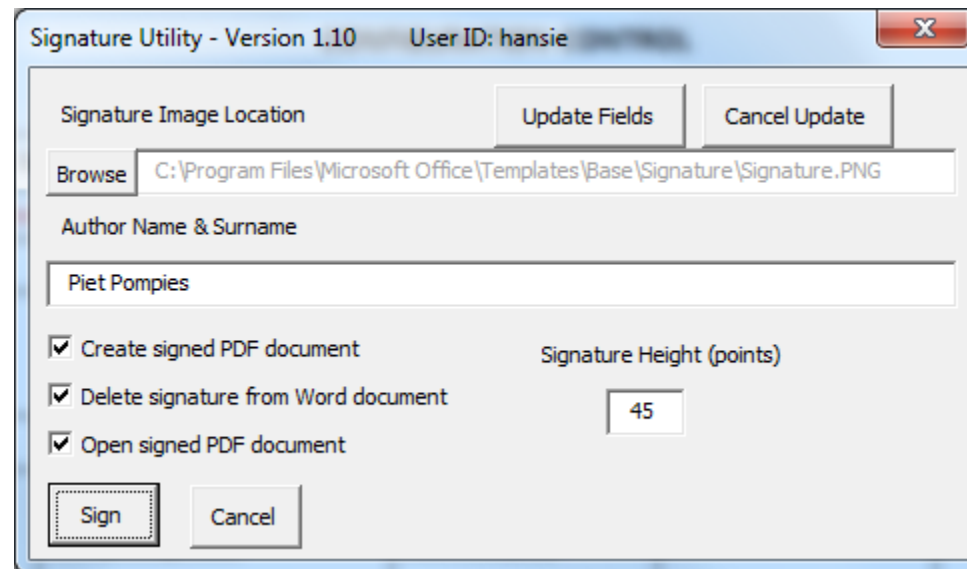 Signature Utility - Version 1.10 User ID: hansie
Signature Image Location
Update Fields
Cancel Update
Browse
C:\Program Files\Microsoft Office\Templates\Base\Signature\Signature.PNG
Author Name & Surname
Piet Pompies
Create signed PDF document
Signature Height (points)
Delete signature from Word document
45
Open signed PDF document
Sign
Cancel